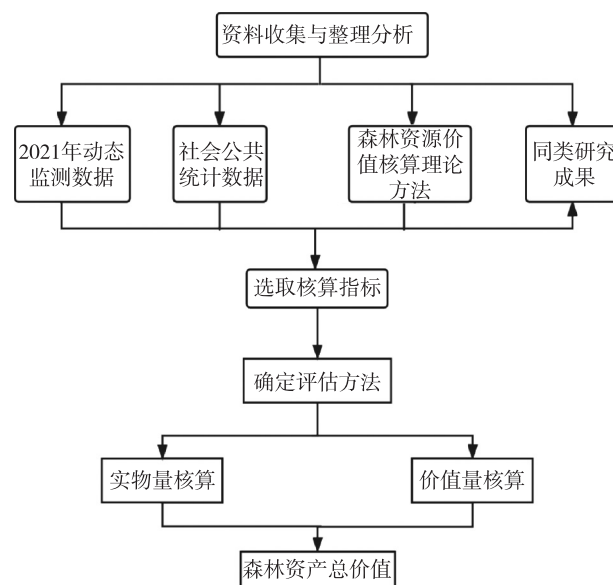 资料收集与整理分析
2021年动态
监测数据
社会公共
统计数据
森林资源价
值核算理论
方法
同类研究
成果
选取核算指标
确定评估方法
实物量核算
价值量核算
森林资产总价值